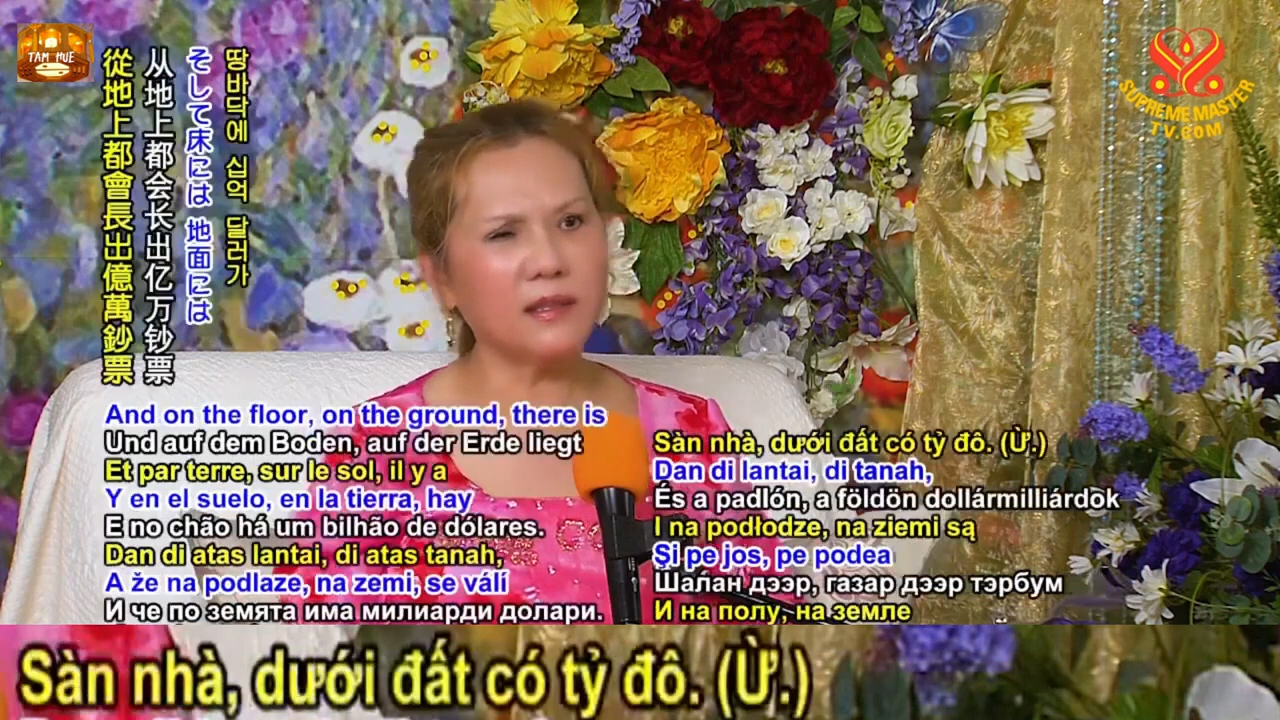 TAM HUE
SUPREME MASTER
TV.COM
땅바닥에 십억 달러가
そして床には 地面には
从地上都会长出亿万钞票
從地上都會長出億萬鈔票
And on the floor, on the ground, there is
Und auf dem Boden, auf der Erde liegt
Et par terre, sur le sol, il y a
Y en el suelo, en la tierra, hay
E no chão há um bilhão de dólares.
Dan di atas lantai, di atas tanah,
A že na podlaze, na zemi, se válí
И че по земята има милиарди долари.
Sàn nhà, dưới đất có tỷ đô. (Ừ.)
Dan di lantai, di tanah,
És a padlón, a földön dollármilliárdok
I na podłodze, na ziemi są
Şi pe jos, pe podea
Шалан дээр, газар дээр тэрбум
И на полу, на земле
Sàn nhà, dưới đất có tỷ đô. (Ừ.)